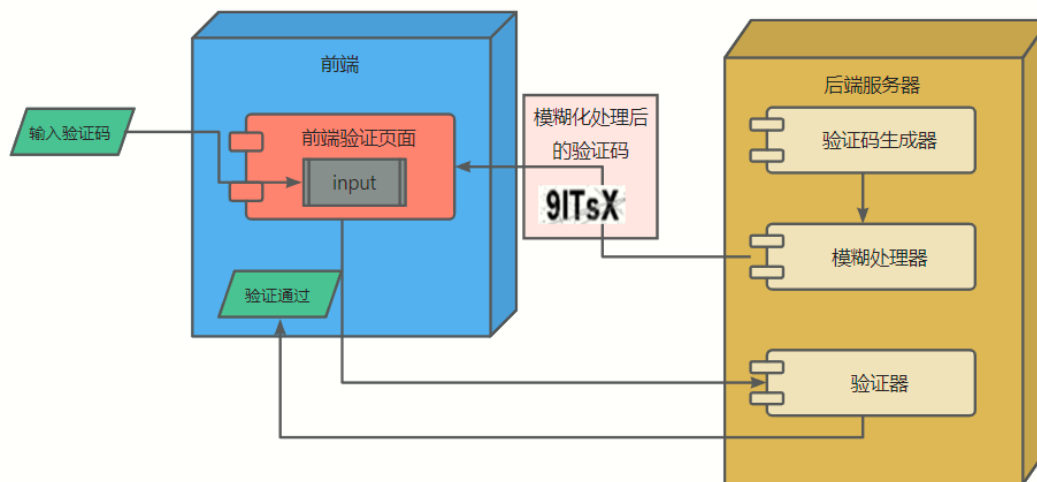 前端
后端服务器
输入验证码
前端验证页面
input
模糊化处理后
的验证码
9ITsX
验证码生成器
模糊处理器
验证通过
验证器